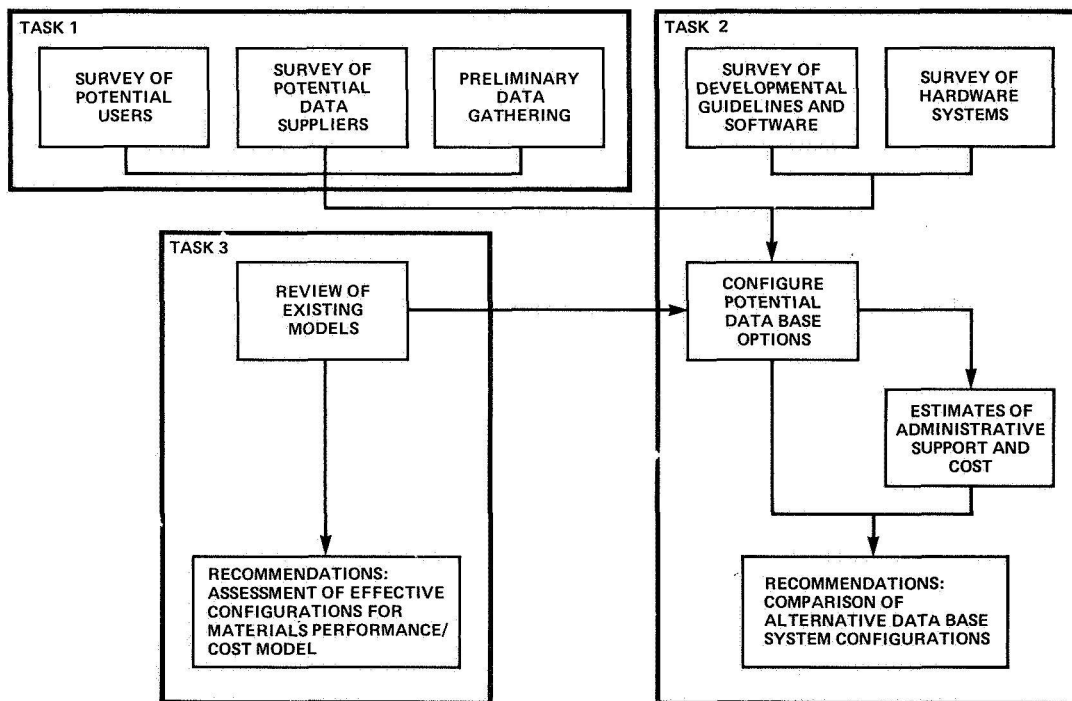 TASK 1
SURVEY OF
POTENTIAL
USERS
SURVEY OF
POTENTIAL
DATA
SUPPLIERS
PRELIMINARY
DATA
GATHERING
TASK 2
SURVEY OF
DEVELOPMENTAL
GUIDELINES AND
SOFTWARE
SURVEY OF
HARDWARE
SYSTEMS
TASK 3
REVIEW OF
EXISTING
MODELS
CONFIGURE
POTENTIAL
DATA BASE
OPTIONS
ESTIMATES OF
ADMINISTRATIVE
SUPPORT AND
COST
RECOMMENDATIONS:
ASSESSMENT OF EFFECTIVE
CONFIGURATIONS FOR
MATERIALS PERFORMANCE/
COST MODEL
RECOMMENDATIONS:
COMPARISON OF
ALTERNATIVE DATA BASE
SYSTEM CONFIGURATIONS